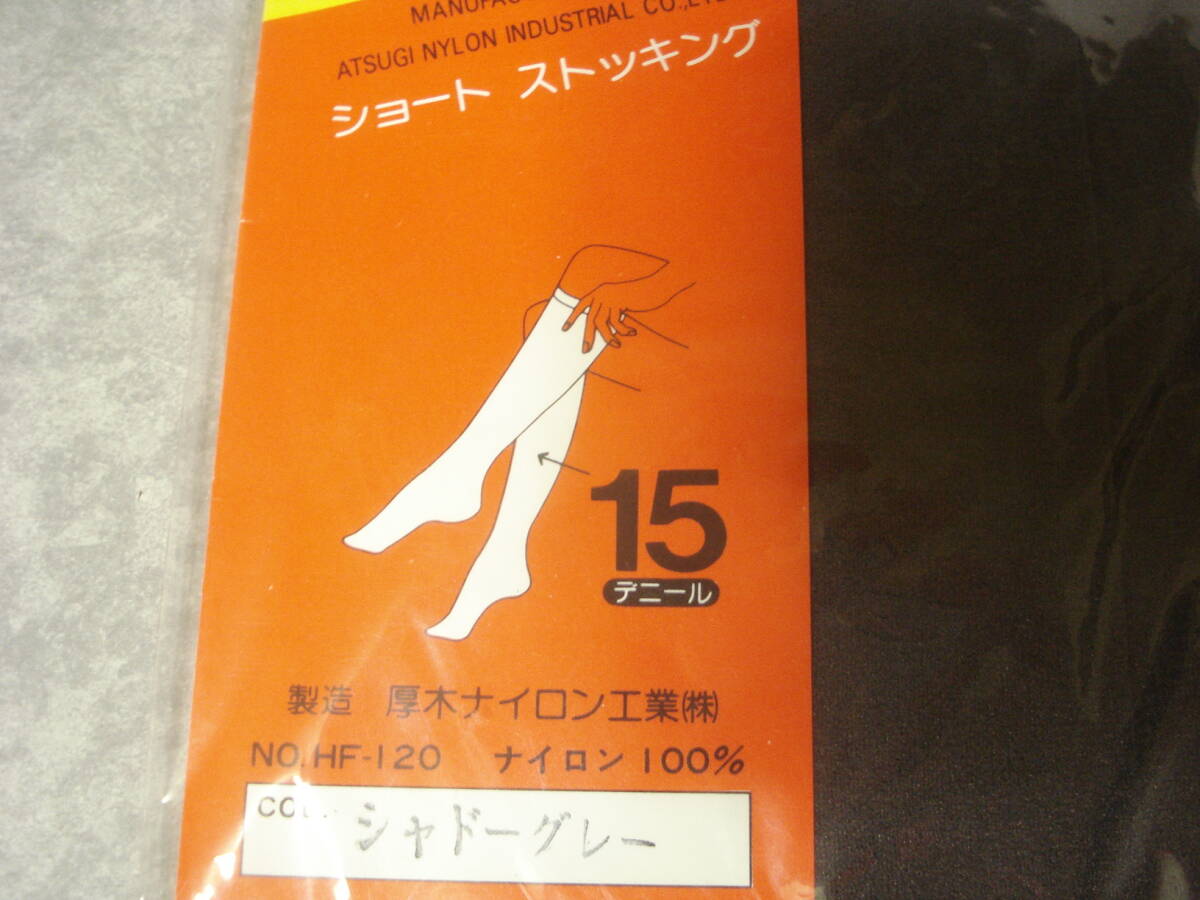 ATSUGI NYLON INDUSTRIAL CO.,
ショート ストッキング
15
デニール
製造 厚木ナイロン工業㈱
NO. HF-120 ナイロン 100%
COL. シャドーグレー